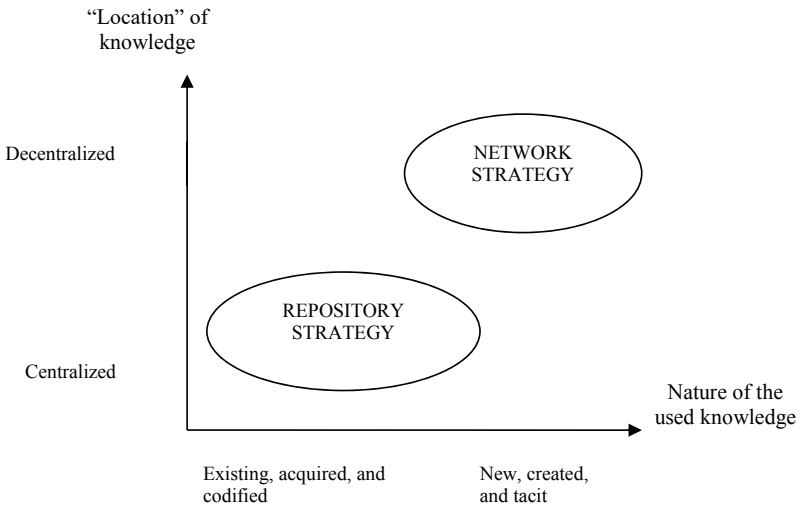 “Location” of
knowledge
Decentralized
NETWORK
STRATEGY
REPOSITORY
STRATEGY
Centralized
Nature of the
used knowledge
Existing, acquired, and
codified
New, created,
and tacit